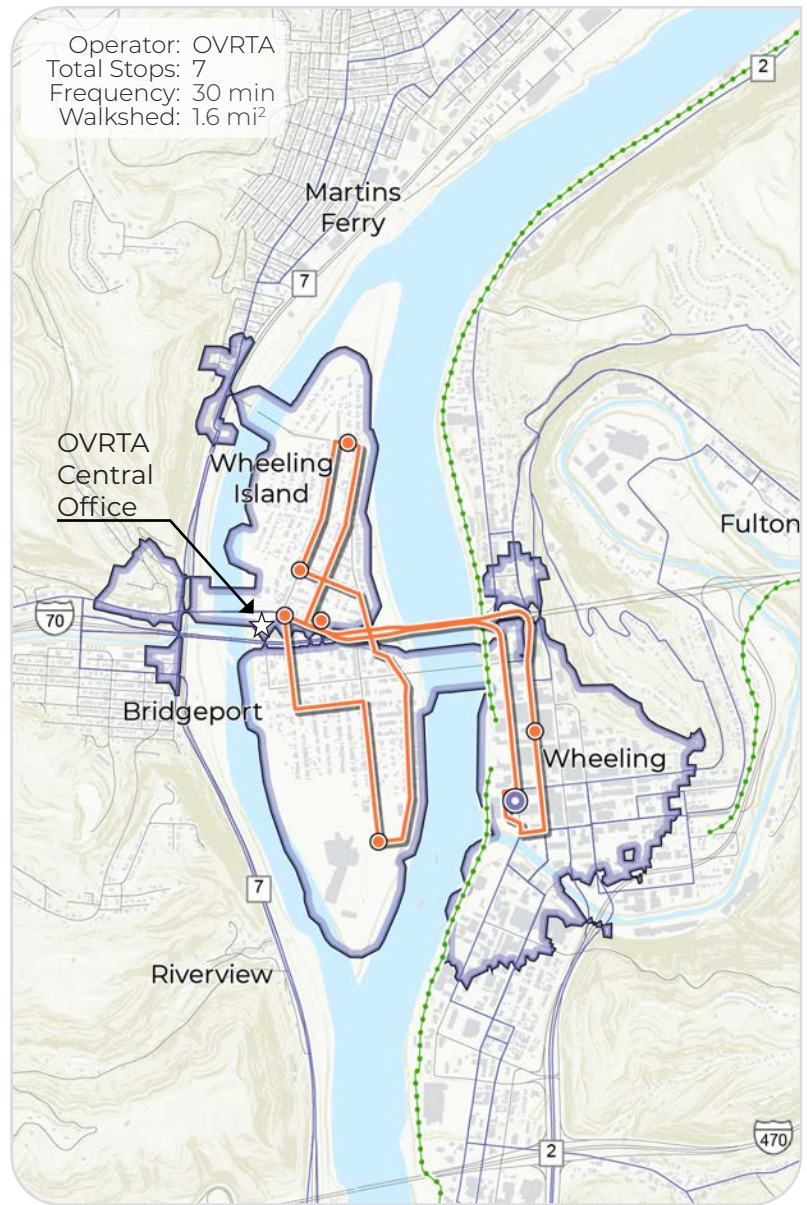 Operator: OVRTA
Total Stops: 7
Frequency: 30 min
Walkshed: 1.6 mi²
2
Martins
Ferry
7
OVRTA
Central
Office
Wheeling
Island
Fulton
70
Bridgeport
Wheeling
7
Riverview
2
470